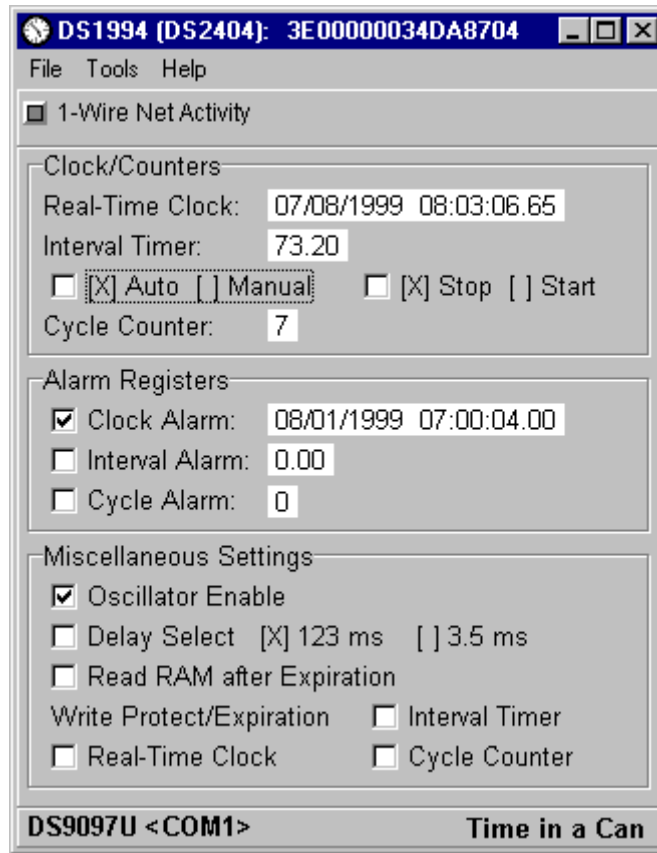 DS1994 (DS2404): 3E00000034DA8704
File Tools Help
1-Wire Net Activity
Clock/Counters
Real-Time Clock: 07/08/1999 08:03:06.65
Interval Timer: 73.20
[X] Auto [ ] Manual [X] Stop [ ] Start
Cycle Counter: 7
Alarm Registers
Clock Alarm: 08/01/1999 07:00:04.00
Interval Alarm: 0.00
Cycle Alarm: 0
Miscellaneous Settings
Oscillator Enable
Delay Select [X] 123 ms [ ] 3.5 ms
Read RAM after Expiration
Write Protect/Expiration Interval Timer
Real-Time Clock Cycle Counter
DS9097U <COM1> Time in a Can